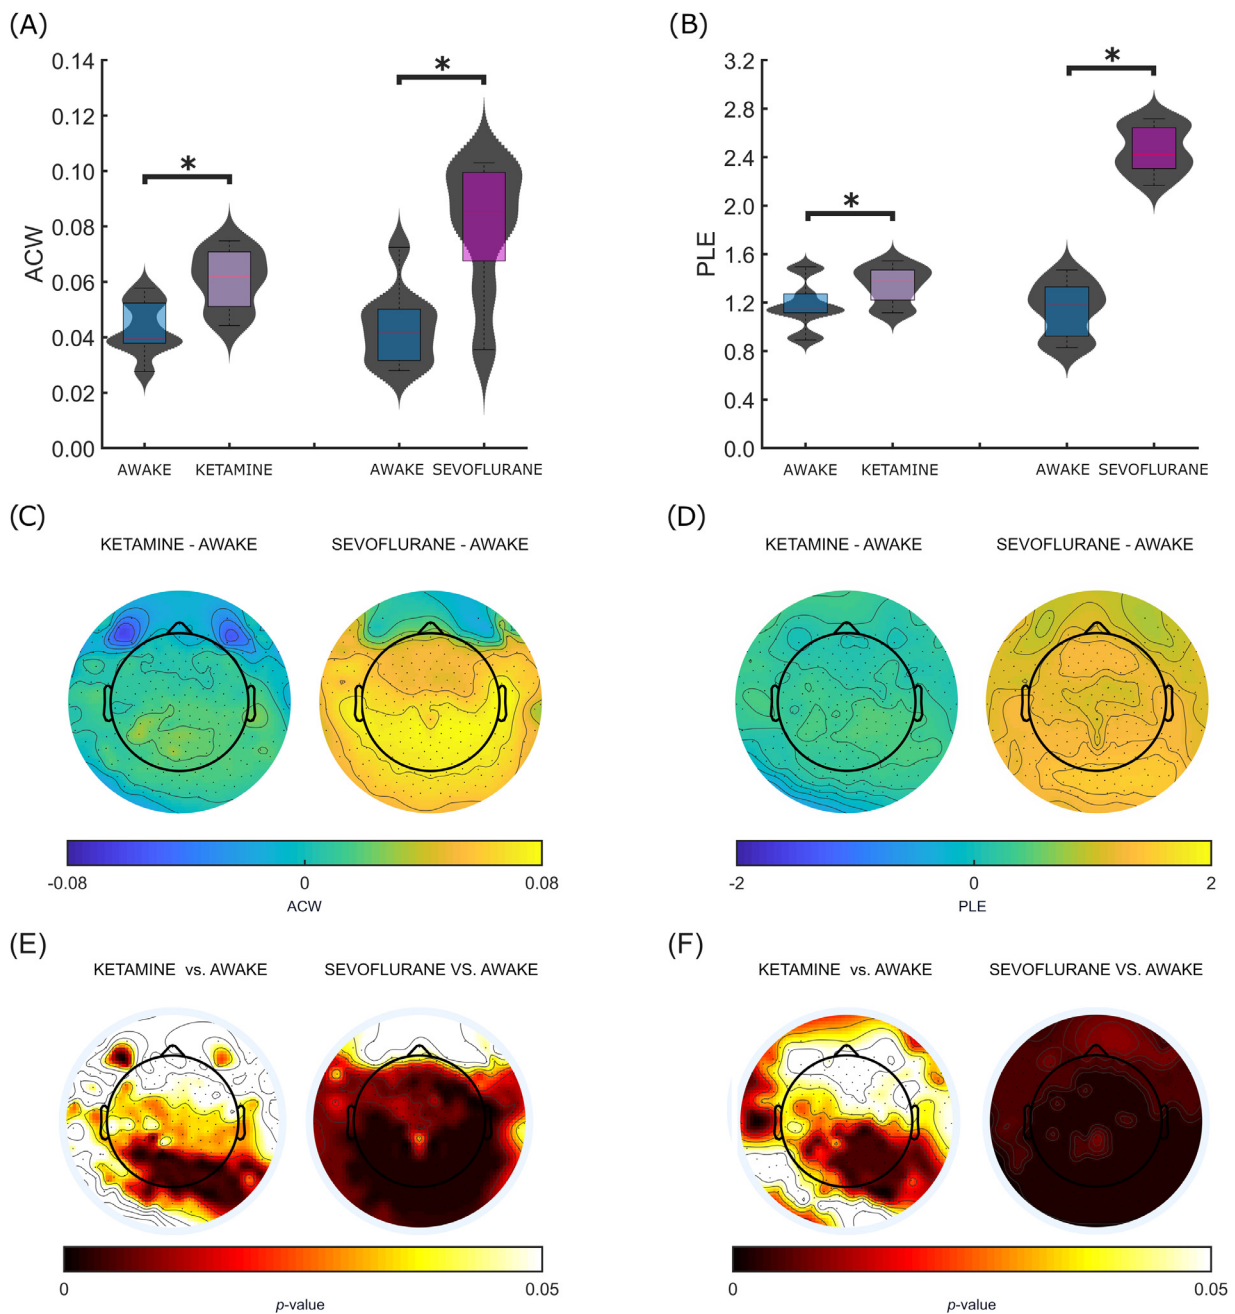 (A)
0.14
0.12
0.10
0.08
0.06
0.04
0.02
0.00
ACW
*
*
AWAKE KETAMINE AWAKE SEVOFLURANE
(B)
3.2
2.8
2.4
2.0
1.6
1.2
0.8
0.4
0.0
PLE
*
*
AWAKE KETAMINE AWAKE SEVOFLURANE
(C)
KETAMINE - AWAKE SEVOFLURANE - AWAKE
-0.08 0 0.08
ACW
(D)
KETAMINE - AWAKE SEVOFLURANE - AWAKE
-2 0 2
PLE
(E)
KETAMINE vs. AWAKE SEVOFLURANE VS. AWAKE
0 0.05
p-value
(F)
KETAMINE vs. AWAKE SEVOFLURANE VS. AWAKE
0 0.05
p-value